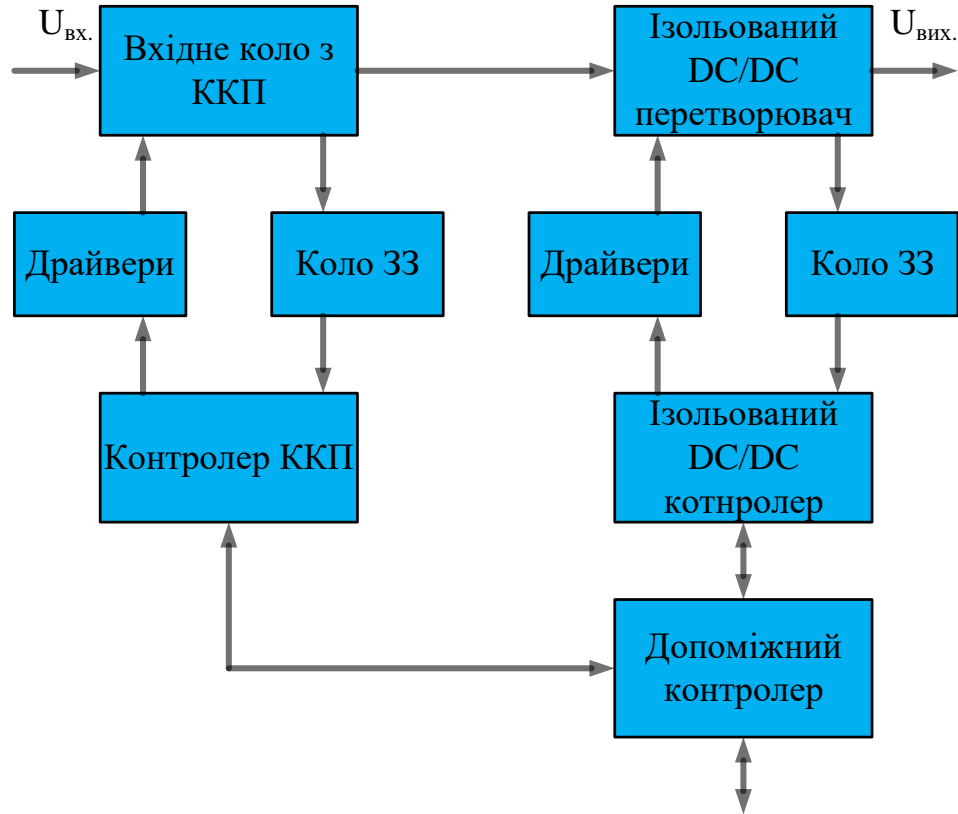 Uвх.
Вхідне коло з
ККП
Ізольований
DC/DC
перетворювач
Uвих.
Драйвери
Коло ЗЗ
Драйвери
Коло ЗЗ
Контролер ККП
Ізольований
DC/DC
котнролер
Допоміжний
контролер